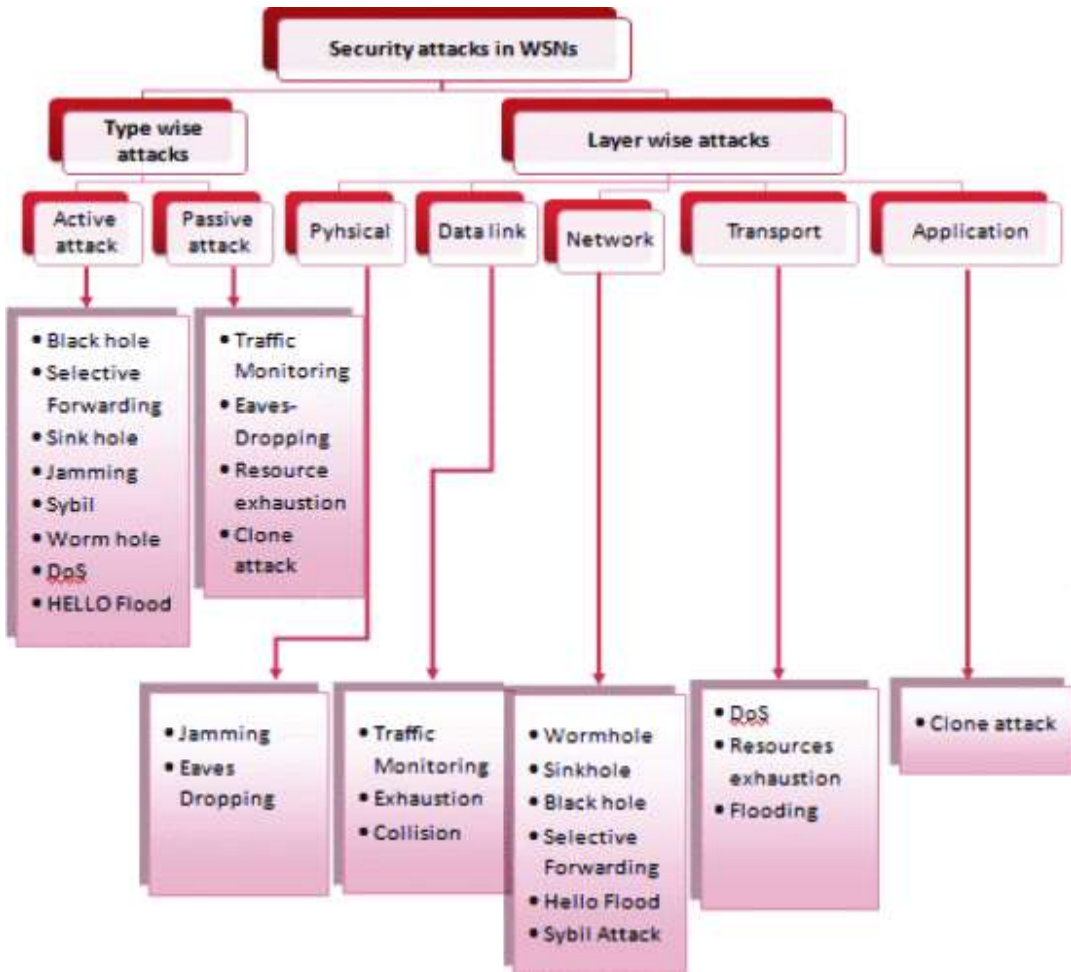 Security attacks in WSNs
Type wise
attacks
Layer wise attacks
Active
attack
Passive
attack
Pyhsical
Data link
Network
Transport
Application
• Black hole
• Selective
Forwarding
• Sink hole
• Jamming
• Sybil
• Worm hole
• DoS
• HELLO Flood
• Traffic
Monitoring
• Eaves-
Dropping
• Resource
exhaustion
• Clone
attack
• Jamming
• Eaves
Dropping
• Traffic
Monitoring
• Exhaustion
• Collision
• Wormhole
• Sinkhole
• Black hole
• Selective
Forwarding
• Hello Flood
• Sybil Attack
• DoS
• Resources
exhaustion
• Flooding
• Clone attack